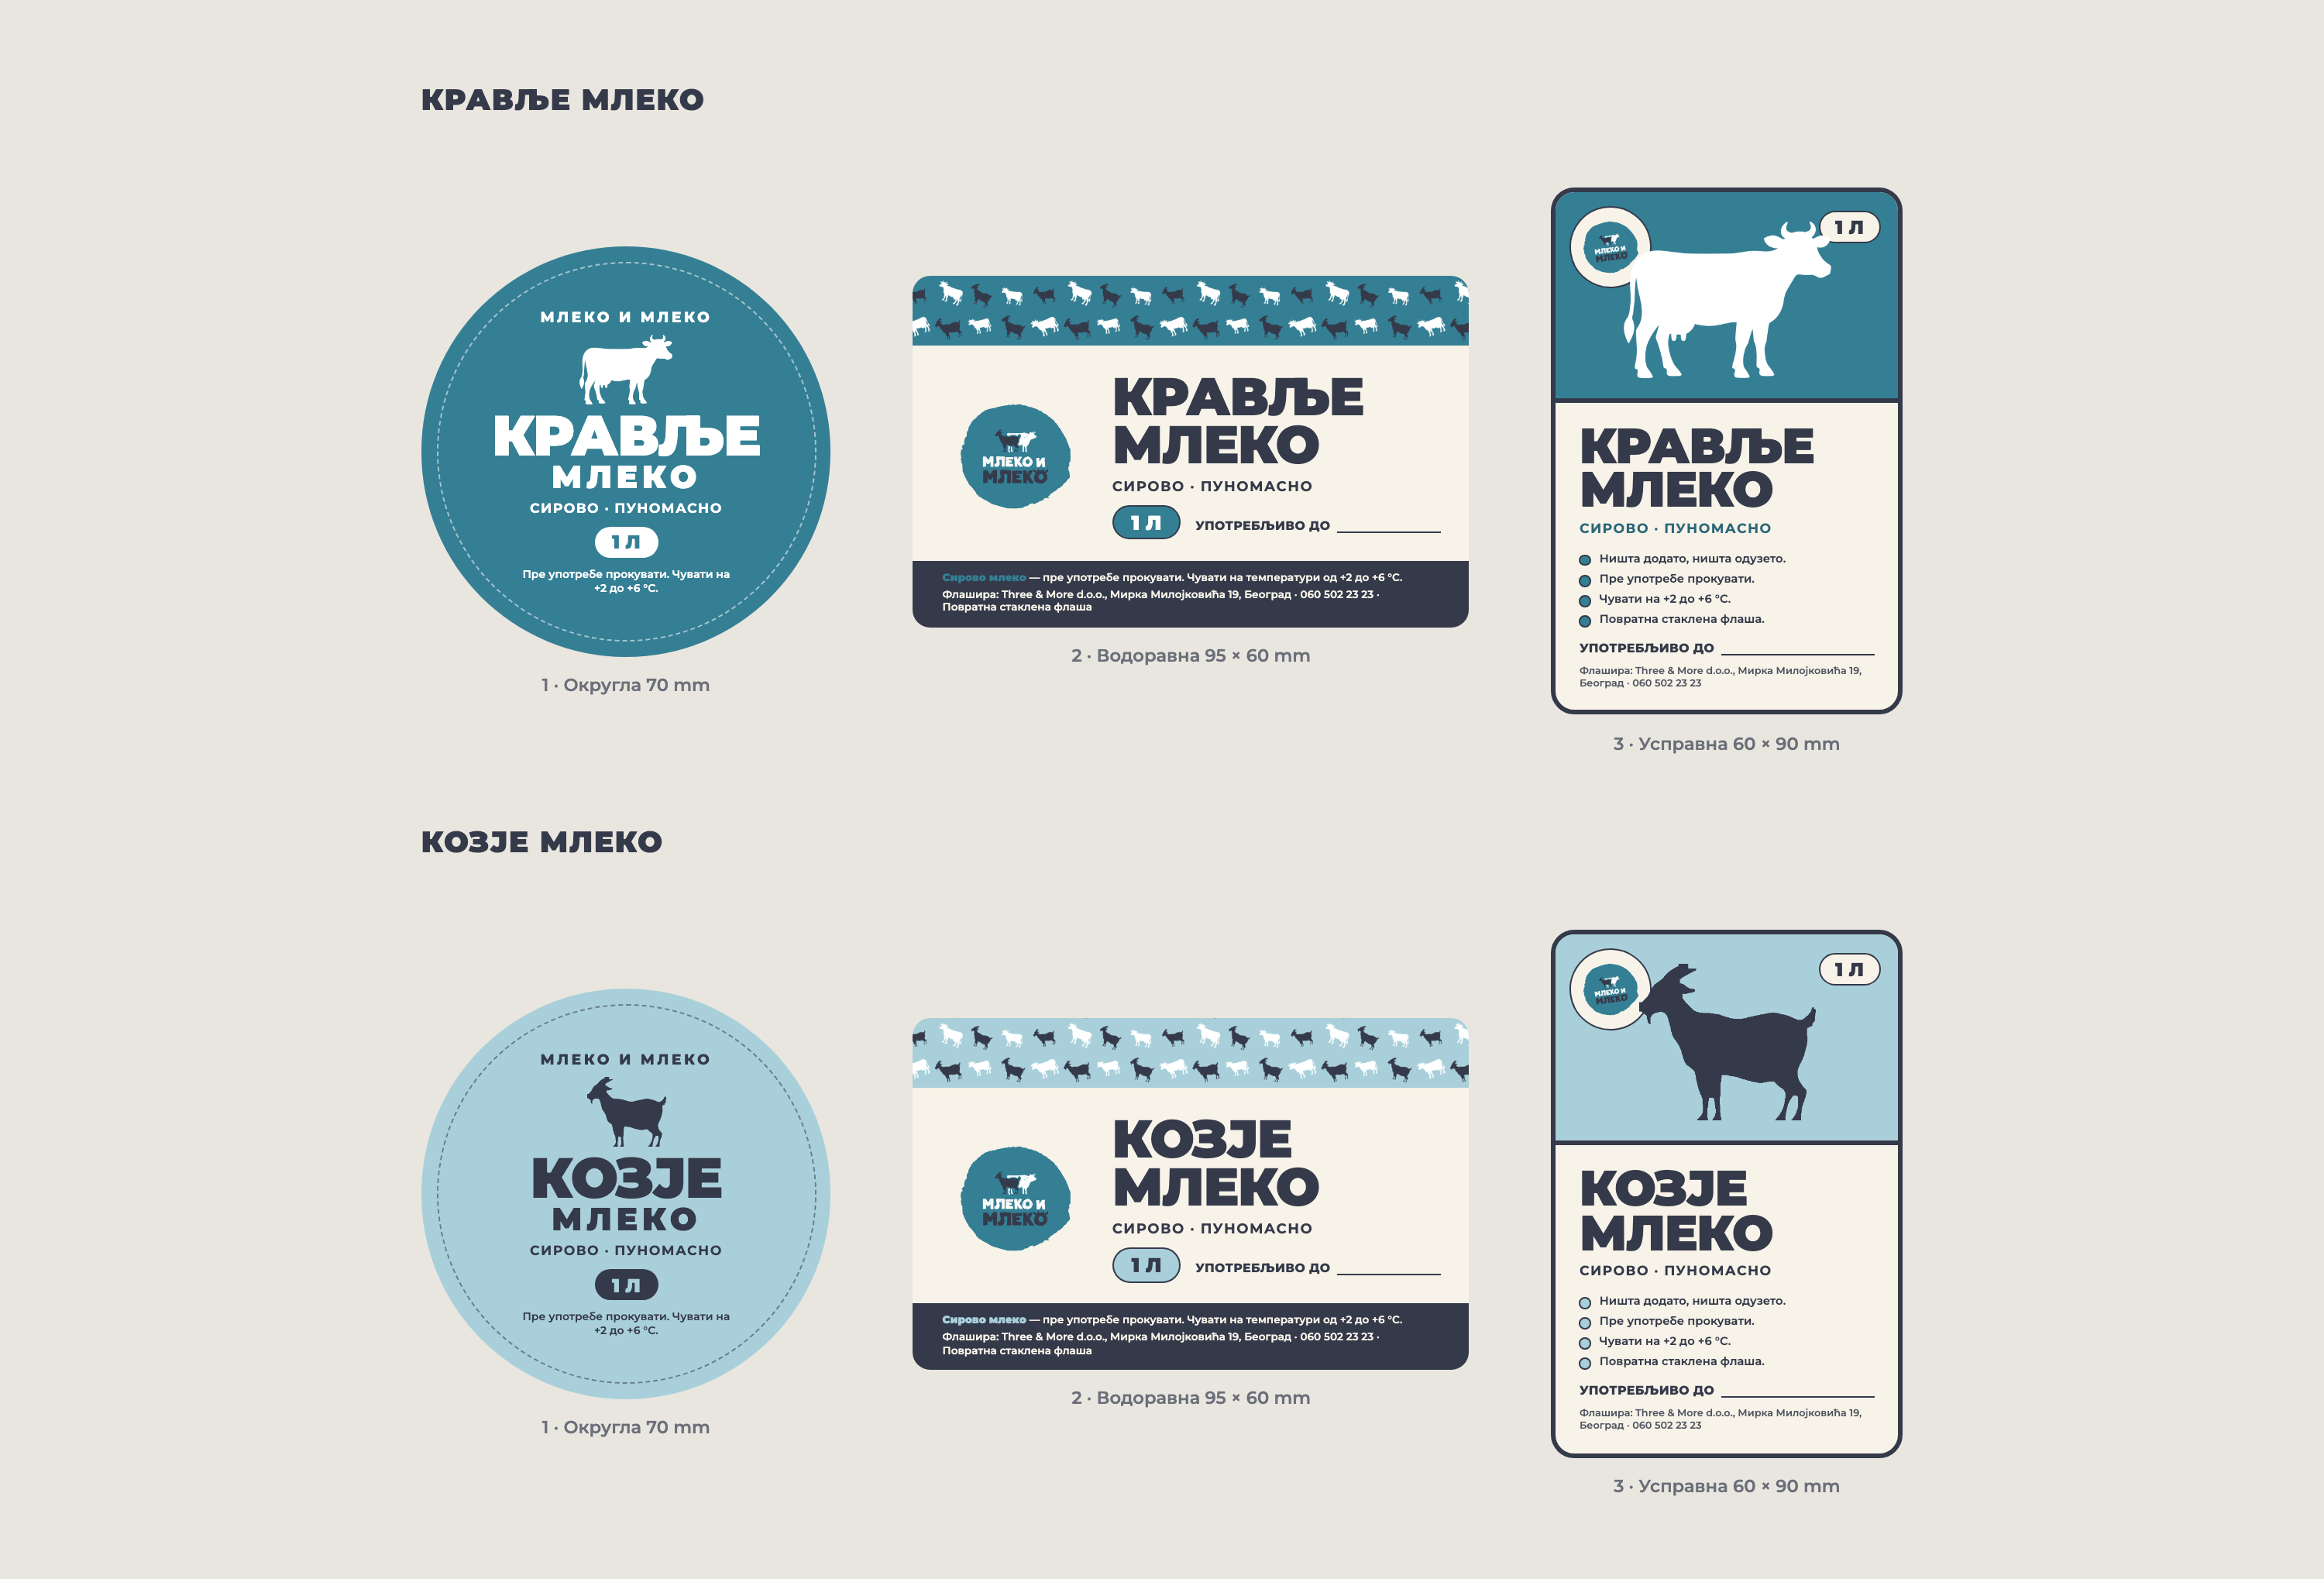 КРАВЉЕ МЛЕКО
МЛЕКО И МЛЕКО
КРАВЉЕ
МЛЕКО
СИРОВО · ПУНОМАСНО
1 Л
Пре употребе прокувати. Чувати на
+2 до +6 °C.
1 · Округла 70 mm
МЛЕКО И
МЛЕКО
КРАВЉЕ
МЛЕКО
СИРОВО · ПУНОМАСНО
1 Л
УПОТРЕБЉИВО ДО
Сирово млеко — пре употребе прокувати. Чувати на температури од +2 до +6 °C.
Флашира: Three & More d.o.o., Мирка Милојковића 19, Београд · 060 502 23 23 ·
Повратна стаклена флаша
2 · Водоравна 95 × 60 mm
МЛЕКО И
МЛЕКО
1 Л
КРАВЉЕ
МЛЕКО
СИРОВО · ПУНОМАСНО
Ништа додато, ништа одузето.
Пре употребе прокувати.
Чувати на +2 до +6 °C.
Повратна стаклена флаша.
УПОТРЕБЉИВО ДО
Флашира: Three & More d.o.o., Мирка Милојковића 19,
Београд · 060 502 23 23
3 · Усправна 60 × 90 mm
КОЗЈЕ МЛЕКО
МЛЕКО И МЛЕКО
КОЗЈЕ
МЛЕКО
СИРОВО · ПУНОМАСНО
1 Л
Пре употребе прокувати. Чувати на
+2 до +6 °C.
1 · Округла 70 mm
МЛЕКО И
МЛЕКО
КОЗЈЕ
МЛЕКО
СИРОВО · ПУНОМАСНО
1 Л
УПОТРЕБЉИВО ДО
Сирово млеко — пре употребе прокувати. Чувати на температури од +2 до +6 °C.
Флашира: Three & More d.o.o., Мирка Милојковића 19, Београд · 060 502 23 23 ·
Повратна стаклена флаша
2 · Водоравна 95 × 60 mm
МЛЕКО И
МЛЕКО
1 Л
КОЗЈЕ
МЛЕКО
СИРОВО · ПУНОМАСНО
Ништа додато, ништа одузето.
Пре употребе прокувати.
Чувати на +2 до +6 °C.
Повратна стаклена флаша.
УПОТРЕБЉИВО ДО
Флашира: Three & More d.o.o., Мирка Милојковића 19,
Београд · 060 502 23 23
3 · Усправна 60 × 90 mm